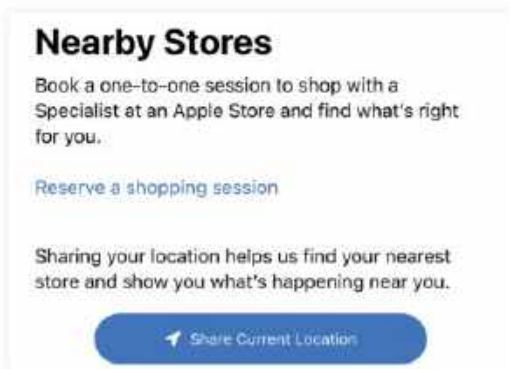 Nearby Stores
Book a one-to-one session to shop with a
Specialist at an Apple Store and find what's right
for you.
Reserve a shopping session
Sharing your location helps us find your nearest
store and show you what's happening near you.
Share Current Location